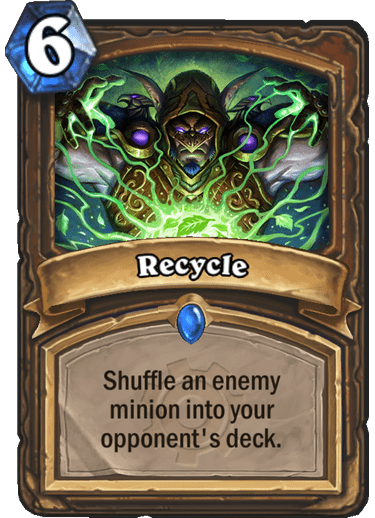 6
Recycle
Shuffle an enemy
minion into your
opponent's deck.